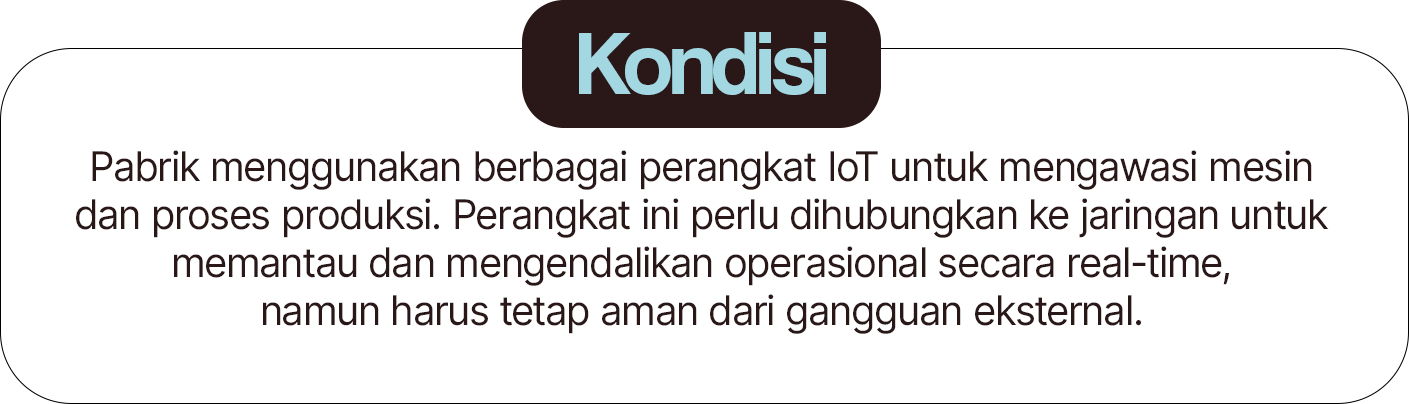 Kondisi
Pabrik menggunakan berbagai perangkat IoT untuk mengawasi mesin
dan proses produksi. Perangkat ini perlu dihubungkan ke jaringan untuk
memantau dan mengendalikan operasional secara real-time,
namun harus tetap aman dari gangguan eksternal.